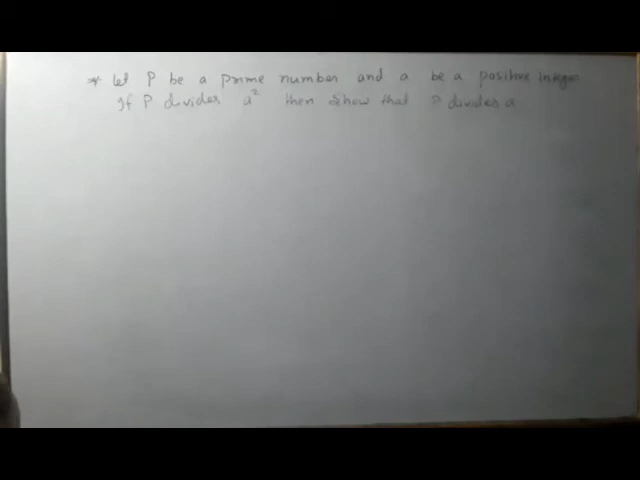 * Let P be a prime number and a be a positive integer
If P divides a² then show that P divides a